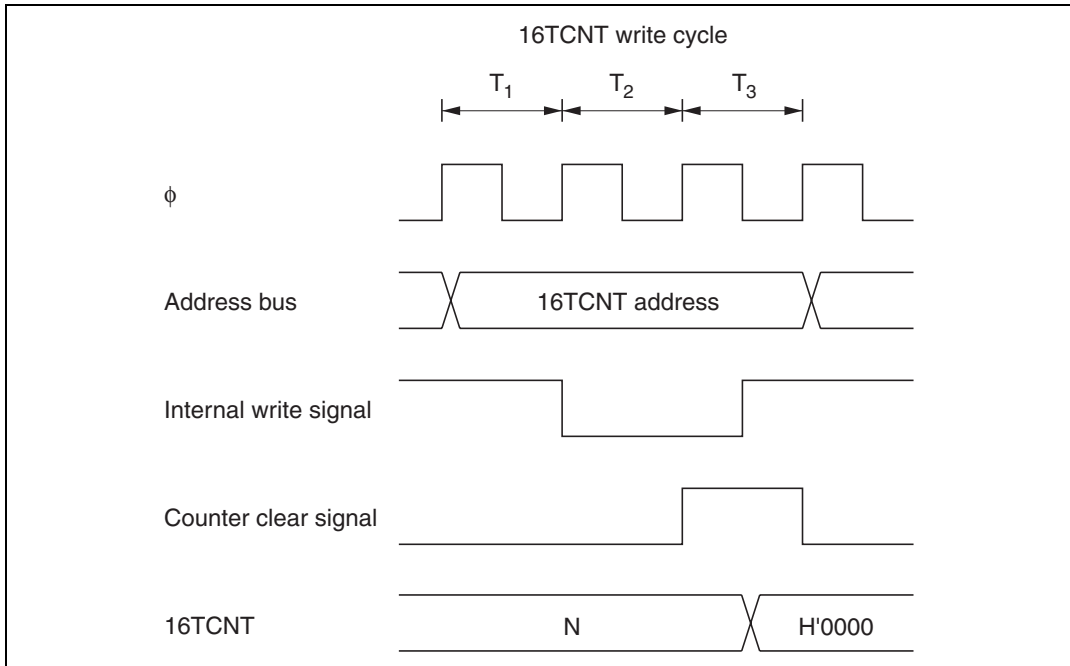 16TCNT write cycle
T1 T2 T3
φ
Address bus
16TCNT address
Internal write signal
Counter clear signal
16TCNT
N
H'0000